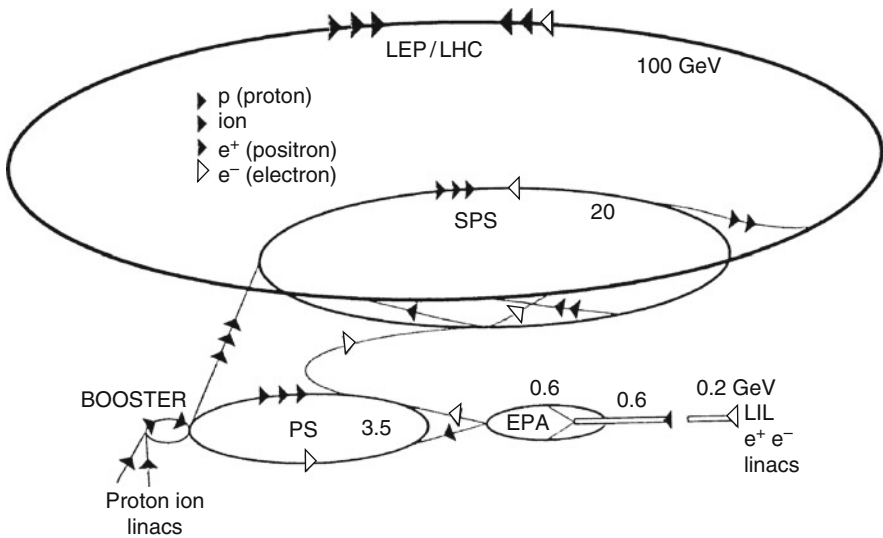 LEP/LHC
100 GeV
p (proton)
ion
e⁺ (positron)
e⁻ (electron)
SPS
20
BOOSTER
0.6
0.6
0.2 GeV
PS
3.5
EPA
LIL
e⁺ e⁻
linacs
Proton ion
linacs